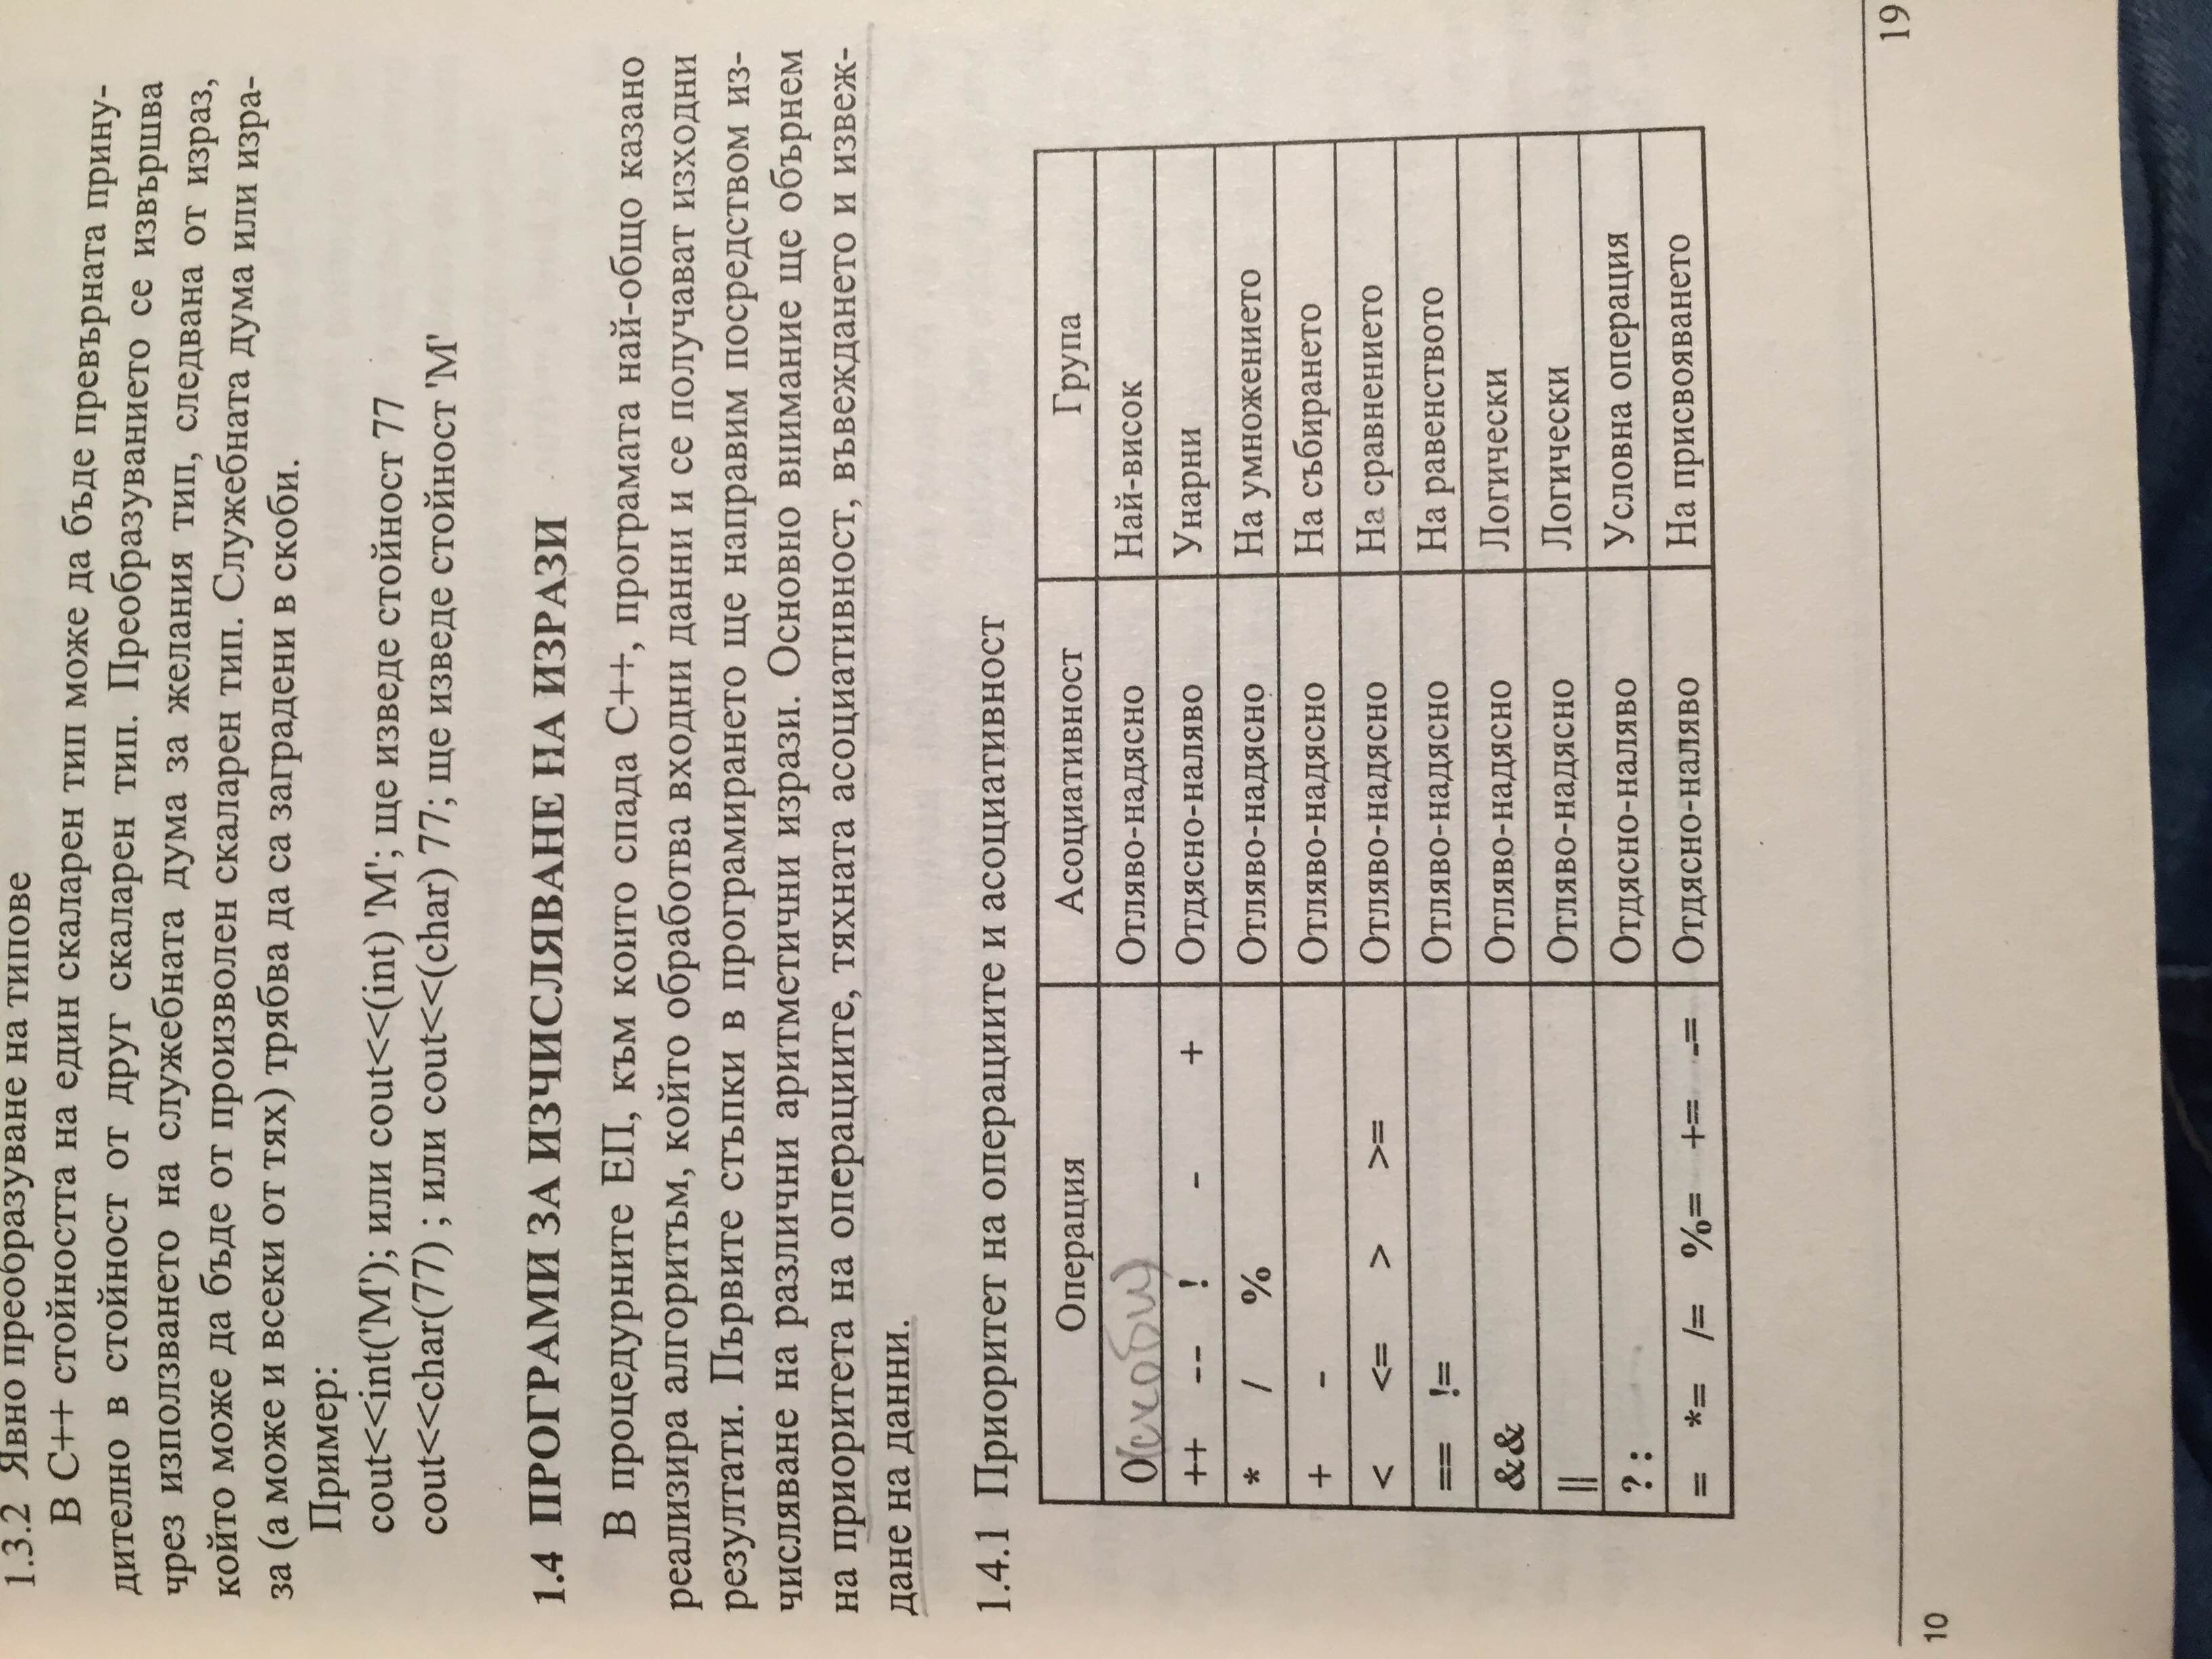 1.3.2 Явно преобразуване на типове
В С++ стойността на един скаларен тип може да бъде превърната прину-
дително в стойност от друг скаларен тип. Преобразуванието се извършва
чрез използването на служебната дума за желания тип, следвана от израз,
който може да бъде от произволен скаларен тип. Служебната дума или изра-
за (а може и всеки от тях) трябва да са заградени в скоби.
Пример:
cout<<int('M'); или cout<<(int) 'M'; ще изведе стойност 77
cout<<char(77) ; или cout<<(char) 77; ще изведе стойност 'M'
1.4 ПРОГРАМИ ЗА ИЗЧИСЛЯВАНЕ НА ИЗРАЗИ
В процедурните ЕП, към които спада С++, програмата най-общо казано
реализира алгоритъм, който обработва входни данни и се получават изходни
резултати. Първите стъпки в програмирането ще направим посредством из-
числяване на различни аритметични изрази. Основно внимание ще обърнем
на приоритета на операциите, тяхната асоциативност, въвеждането и извеж-
дане на данни.
1.4.1 Приоритет на операциите и асоциативност
Операция Асоциативност Група
() (скоби) Отляво-надясно Най-висок
++ -- ! - + Отдясно-наляво Унарни
* / % Отляво-надясно На умножението
+ - Отляво-надясно На събирането
< <= > >= Отляво-надясно На сравнението
== != Отляво-надясно На равенството
&& Отляво-надясно Логически
|| Отляво-надясно Логически
? : Отдясно-наляво Условна операция
= *= /= %= += -= Отдясно-наляво На присвояването
19
10